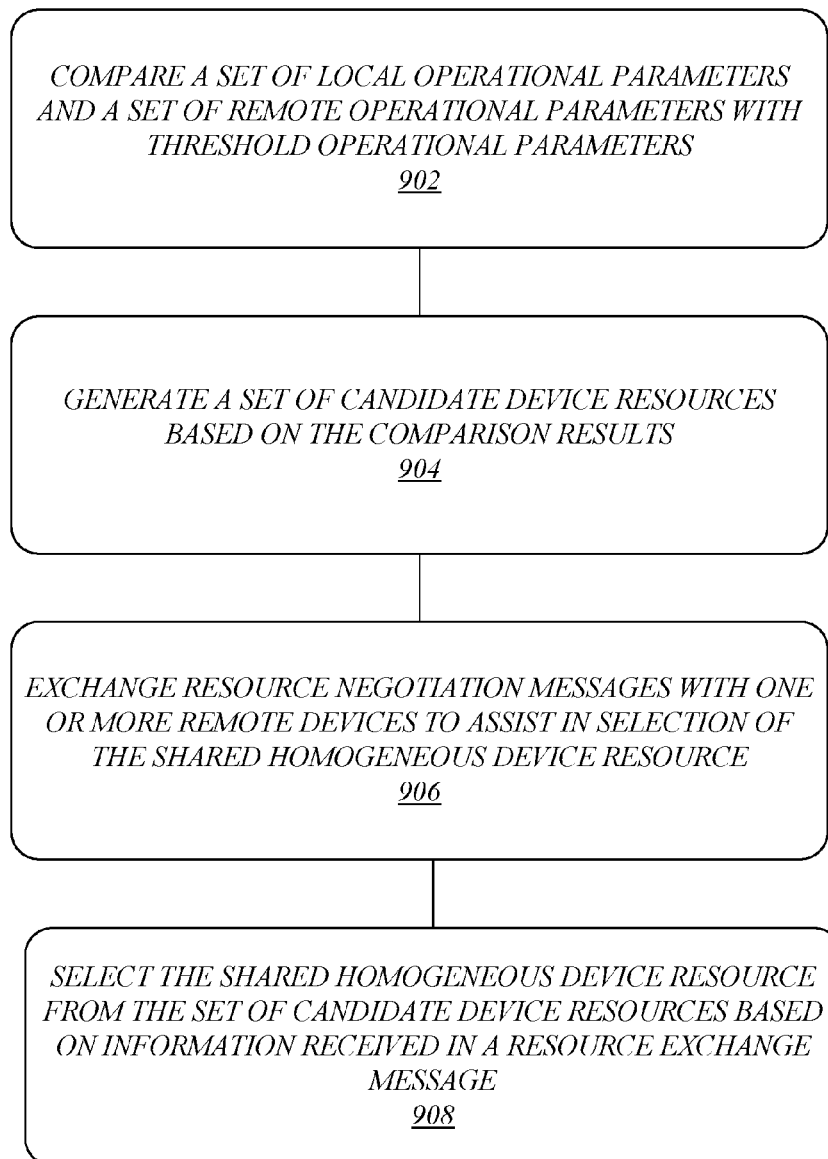 COMPARE A SET OF LOCAL OPERATIONAL PARAMETERS
AND A SET OF REMOTE OPERATIONAL PARAMETERS WITH
THRESHOLD OPERATIONAL PARAMETERS
902
GENERATE A SET OF CANDIDATE DEVICE RESOURCES
BASED ON THE COMPARISON RESULTS
904
EXCHANGE RESOURCE NEGOTIATION MESSAGES WITH ONE
OR MORE REMOTE DEVICES TO ASSIST IN SELECTION OF
THE SHARED HOMOGENEOUS DEVICE RESOURCE
906
SELECT THE SHARED HOMOGENEOUS DEVICE RESOURCE
FROM THE SET OF CANDIDATE DEVICE RESOURCES BASED
ON INFORMATION RECEIVED IN A RESOURCE EXCHANGE
MESSAGE
908